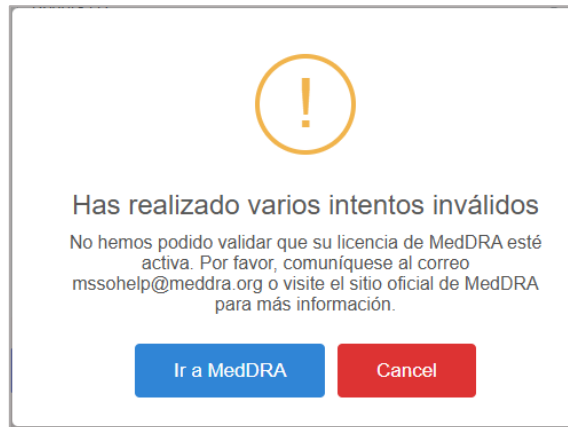 !
Has realizado varios intentos inválidos
No hemos podido validar que su licencia de MedDRA esté
activa. Por favor, comuníquese al correo
mssohelp@meddra.org o visite el sitio oficial de MedDRA
para más información.
Ir a MedDRA
Cancel